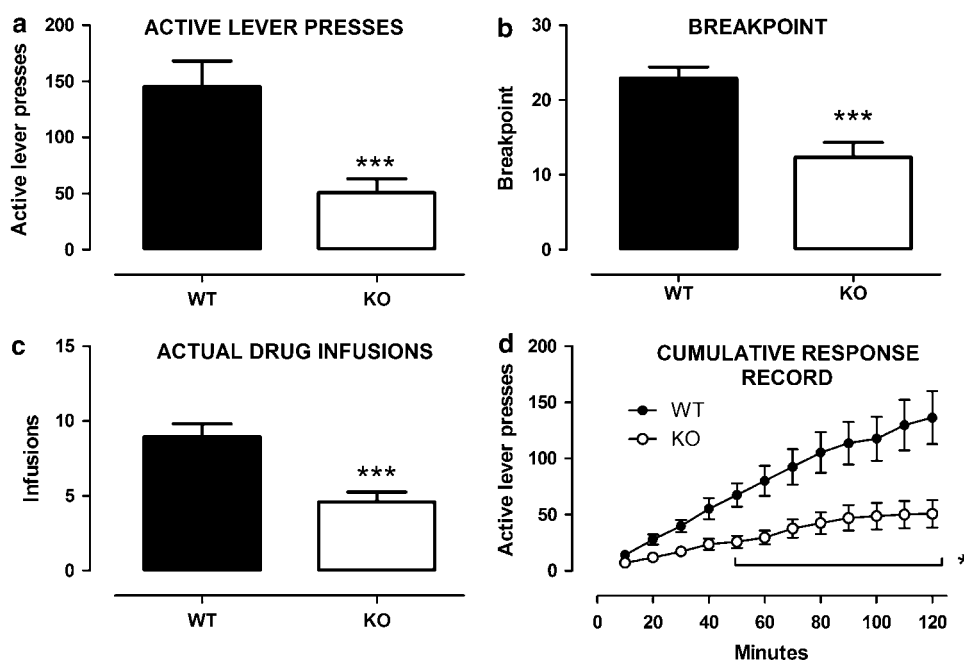 a
ACTIVE LEVER PRESSES
Active lever presses
200
150
100
50
0
***
WT
KO
b
BREAKPOINT
Breakpoint
30
20
10
0
***
WT
KO
c
ACTUAL DRUG INFUSIONS
Infusions
15
10
5
0
***
WT
KO
d
CUMULATIVE RESPONSE
RECORD
Active lever presses
200
150
100
50
0
WT
KO
*
0 20 40 60 80 100 120
Minutes